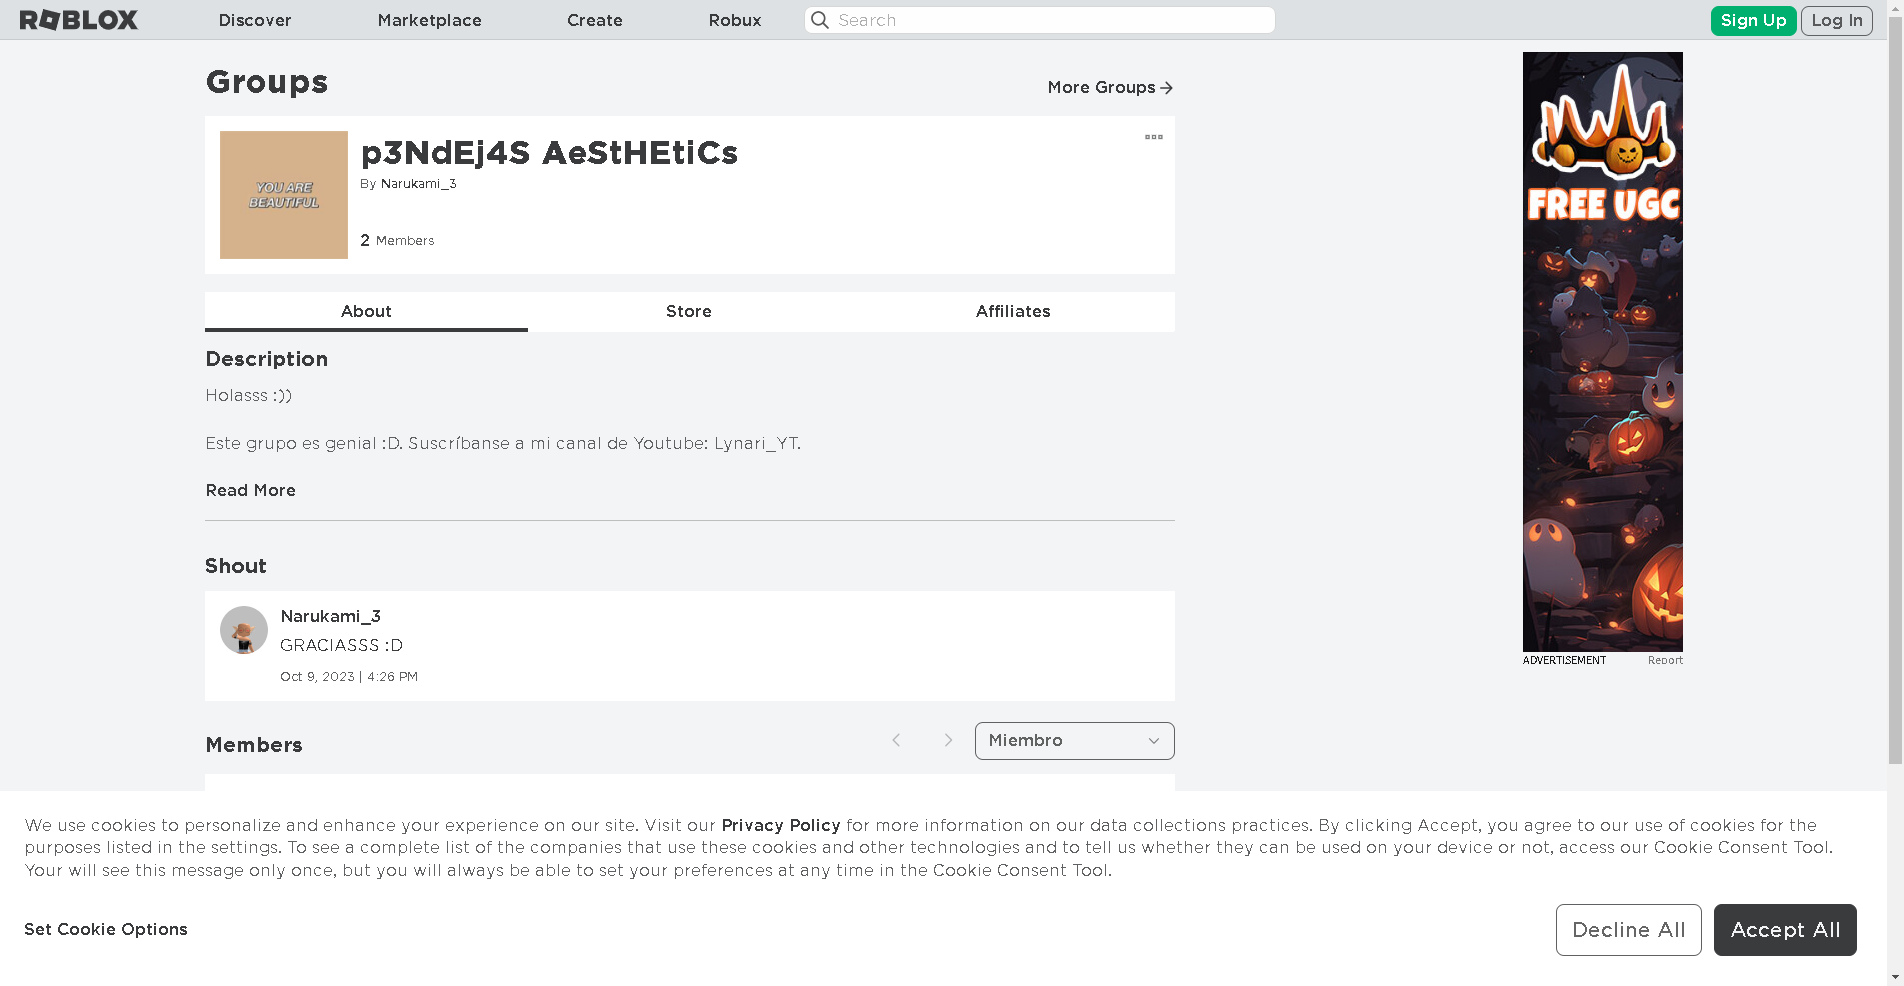 ROBLOX Discover Marketplace Create Robux Search Sign Up Log In
Groups
More Groups
YOU ARE
BEAUTIFUL
p3NdEj4S AeStHEtiCs
By Narukami_3
2 Members
About Store Affiliates
Description
Holasss :))
Este grupo es genial :D. Suscríbanse a mi canal de Youtube: Lynari_YT.
Read More
Shout
Narukami_3
GRACIASSS :D
Oct 9, 2023 | 4:26 PM
Members
Miembro
FREE UGC
ADVERTISEMENT Report
We use cookies to personalize and enhance your experience on our site. Visit our Privacy Policy for more information on our data collections practices. By clicking Accept, you agree to our use of cookies for the
purposes listed in the settings. To see a complete list of the companies that use these cookies and other technologies and to tell us whether they can be used on your device or not, access our Cookie Consent Tool.
Your will see this message only once, but you will always be able to set your preferences at any time in the Cookie Consent Tool.
Set Cookie Options
Decline All
Accept All